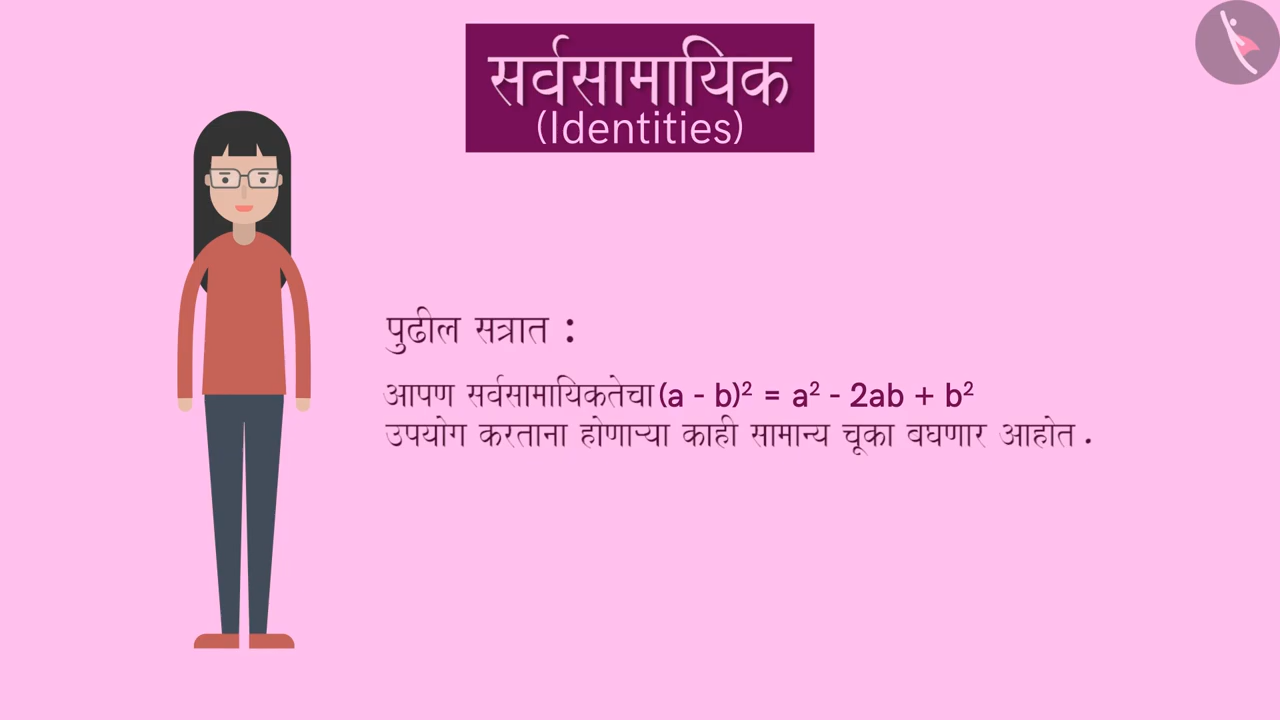 सर्वसामायिक
(Identities)
पुढील सत्रात :
आपण सर्वसामायिकतेचा (a - b)² = a² - 2ab + b²
उपयोग करताना होणाऱ्या काही सामान्य चूका बघणार आहोत .